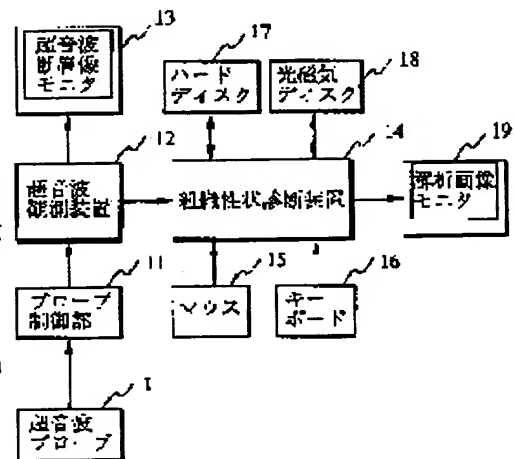 13
超音波
断層像
モニタ
17
ハード
ディスク
光磁気
ディスク
18
12
超音波
観測装置
14
組織性状診断装置
19
解析画像
モニタ
11
プローブ
制御部
15
マウス
16
キー
ボード
1
超音波
プローブ